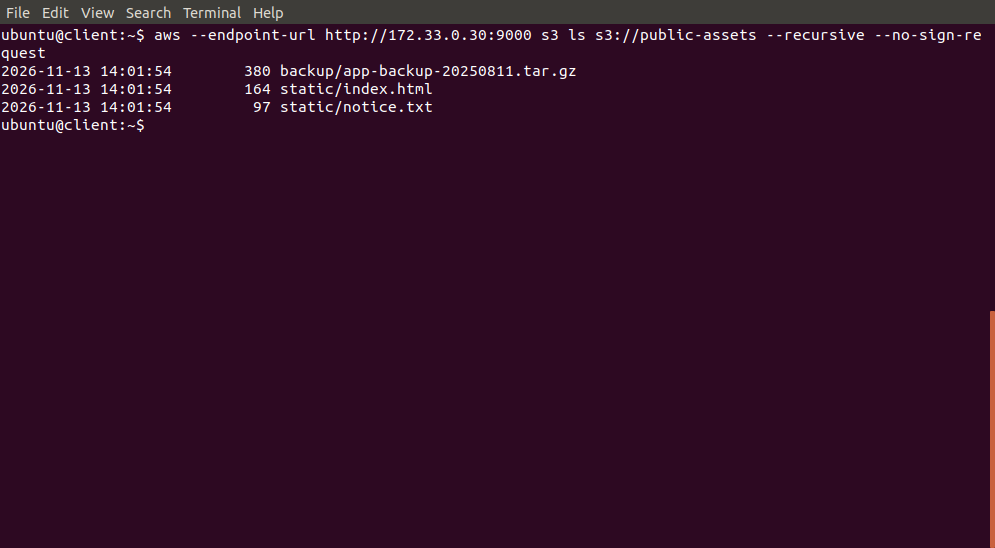 File Edit View Search Terminal Help
ubuntu@client:~$ aws --endpoint-url http://172.33.0.30:9000 s3 ls s3://public-assets --recursive --no-sign-re
quest
2026-11-13 14:01:54        380 backup/app-backup-20250811.tar.gz
2026-11-13 14:01:54        164 static/index.html
2026-11-13 14:01:54         97 static/notice.txt
ubuntu@client:~$